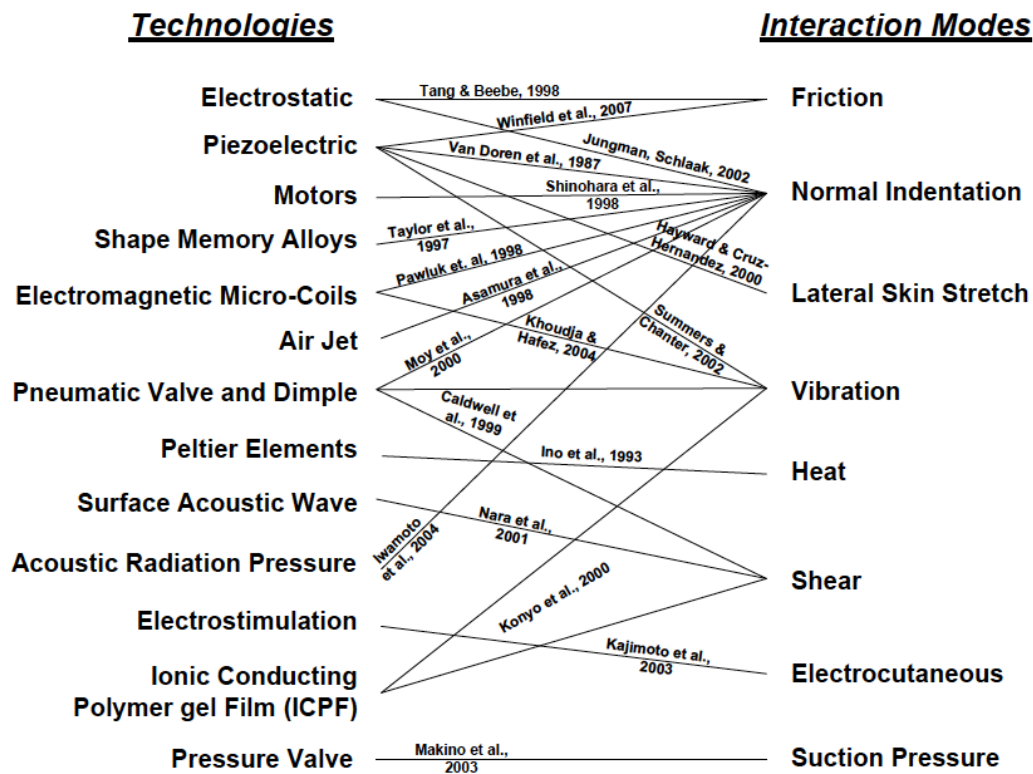 Technologies
Interaction Modes
Electrostatic
Tang & Beebe, 1998
Friction
Winfield et al., 2007
Piezoelectric
Van Doren et al., 1987
Jungman, Schlaak, 2002
Motors
Shinohara et al.,
1998
Normal Indentation
Shape Memory Alloys
Taylor et al.,
1997
Hayward & Cruz-
Hernandez, 2000
Electromagnetic Micro-Coils
Pawluk et. al, 1998
Lateral Skin Stretch
Air Jet
Asamura et al.,
1998
Khoudja &
Hafez, 2004
Summers &
Chanter, 2002
Pneumatic Valve and Dimple
Moy et al.,
2000
Vibration
Caldwell et
al., 1999
Peltier Elements
Ino et al., 1993
Heat
Surface Acoustic Wave
Nara et al.,
2001
Acoustic Radiation Pressure
Iwamoto
et al., 2004
Shear
Electrostimulation
Konyo et al., 2000
Kajimoto et al.,
2003
Electrocutaneous
Ionic Conducting
Polymer gel Film (ICPF)
Pressure Valve
Makino et al.,
2003
Suction Pressure